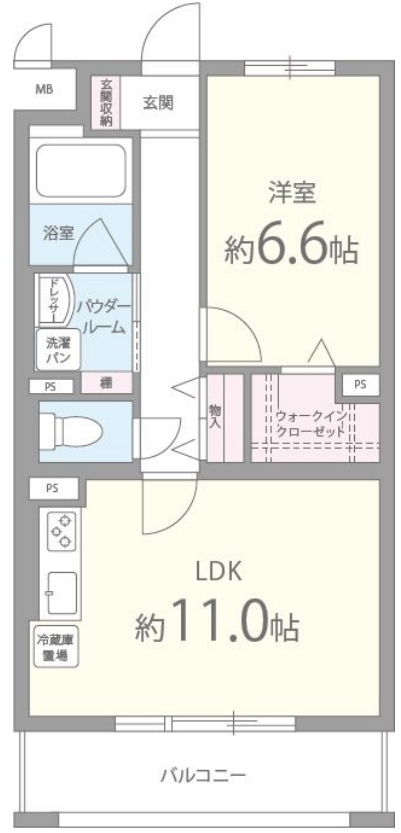 MB
玄関収納
玄関
洋室
約6.6帖
浴室
ドレッサー
パウダー
ルーム
洗濯
パン
PS
棚
物入
PS
ウォークイン
クローゼット
PS
LDK
約11.0帖
冷蔵庫
置場
バルコニー